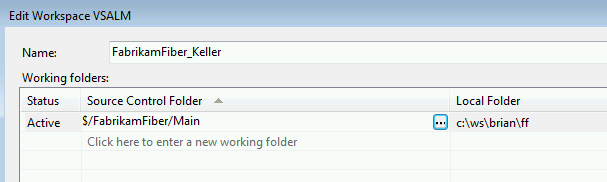 Edit Workspace VSALM
Name: FabrikamFiber_Keller
Working folders:
Status Source Control Folder Local Folder
Active $/FabrikamFiber/Main ... c:\ws\brian\ff
Click here to enter a new working folder